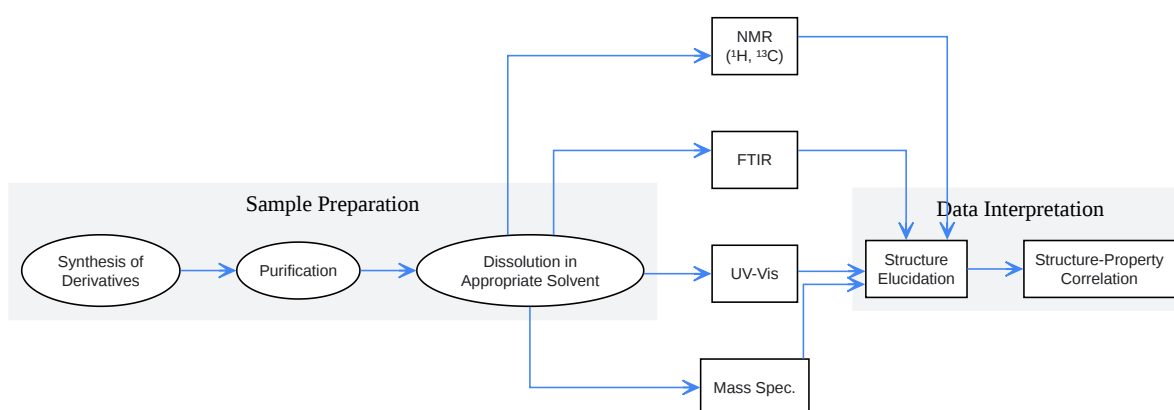 NMR
(¹H, ¹³C)
FTIR
Sample Preparation
Data Interpretation
Synthesis of
Derivatives
Purification
Dissolution in
Appropriate Solvent
UV-Vis
Structure
Elucidation
Structure-Property
Correlation
Mass Spec.